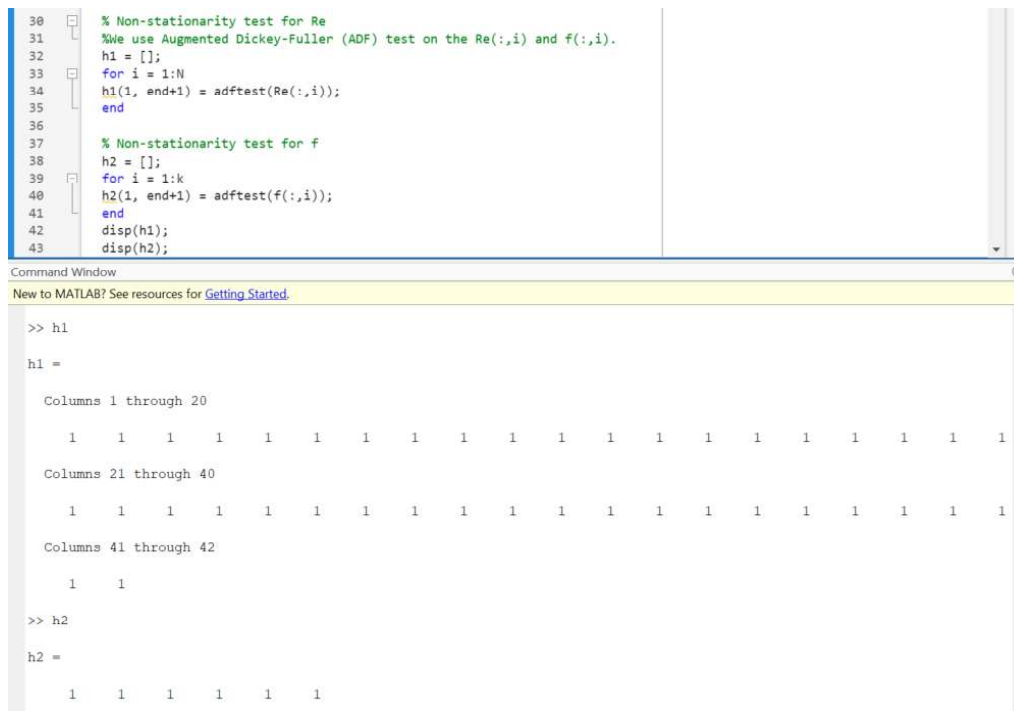 30 % Non-stationarity test for Re
31 %We use Augmented Dickey-Fuller (ADF) test on the Re(:,i) and f(:,i).
32 h1 = [];
33 for i = 1:N
34 h1(1, end+1) = adftest(Re(:,i));
35 end
36
37 % Non-stationarity test for f
38 h2 = [];
39 for i = 1:k
40 h2(1, end+1) = adftest(f(:,i));
41 end
42 disp(h1);
43 disp(h2);
Command Window
New to MATLAB? See resources for Getting Started.
>> h1
h1 =
Columns 1 through 20
1 1 1 1 1 1 1 1 1 1 1 1 1 1 1 1 1 1 1 1
Columns 21 through 40
1 1 1 1 1 1 1 1 1 1 1 1 1 1 1 1 1 1 1 1
Columns 41 through 42
1 1
>> h2
h2 =
1 1 1 1 1 1